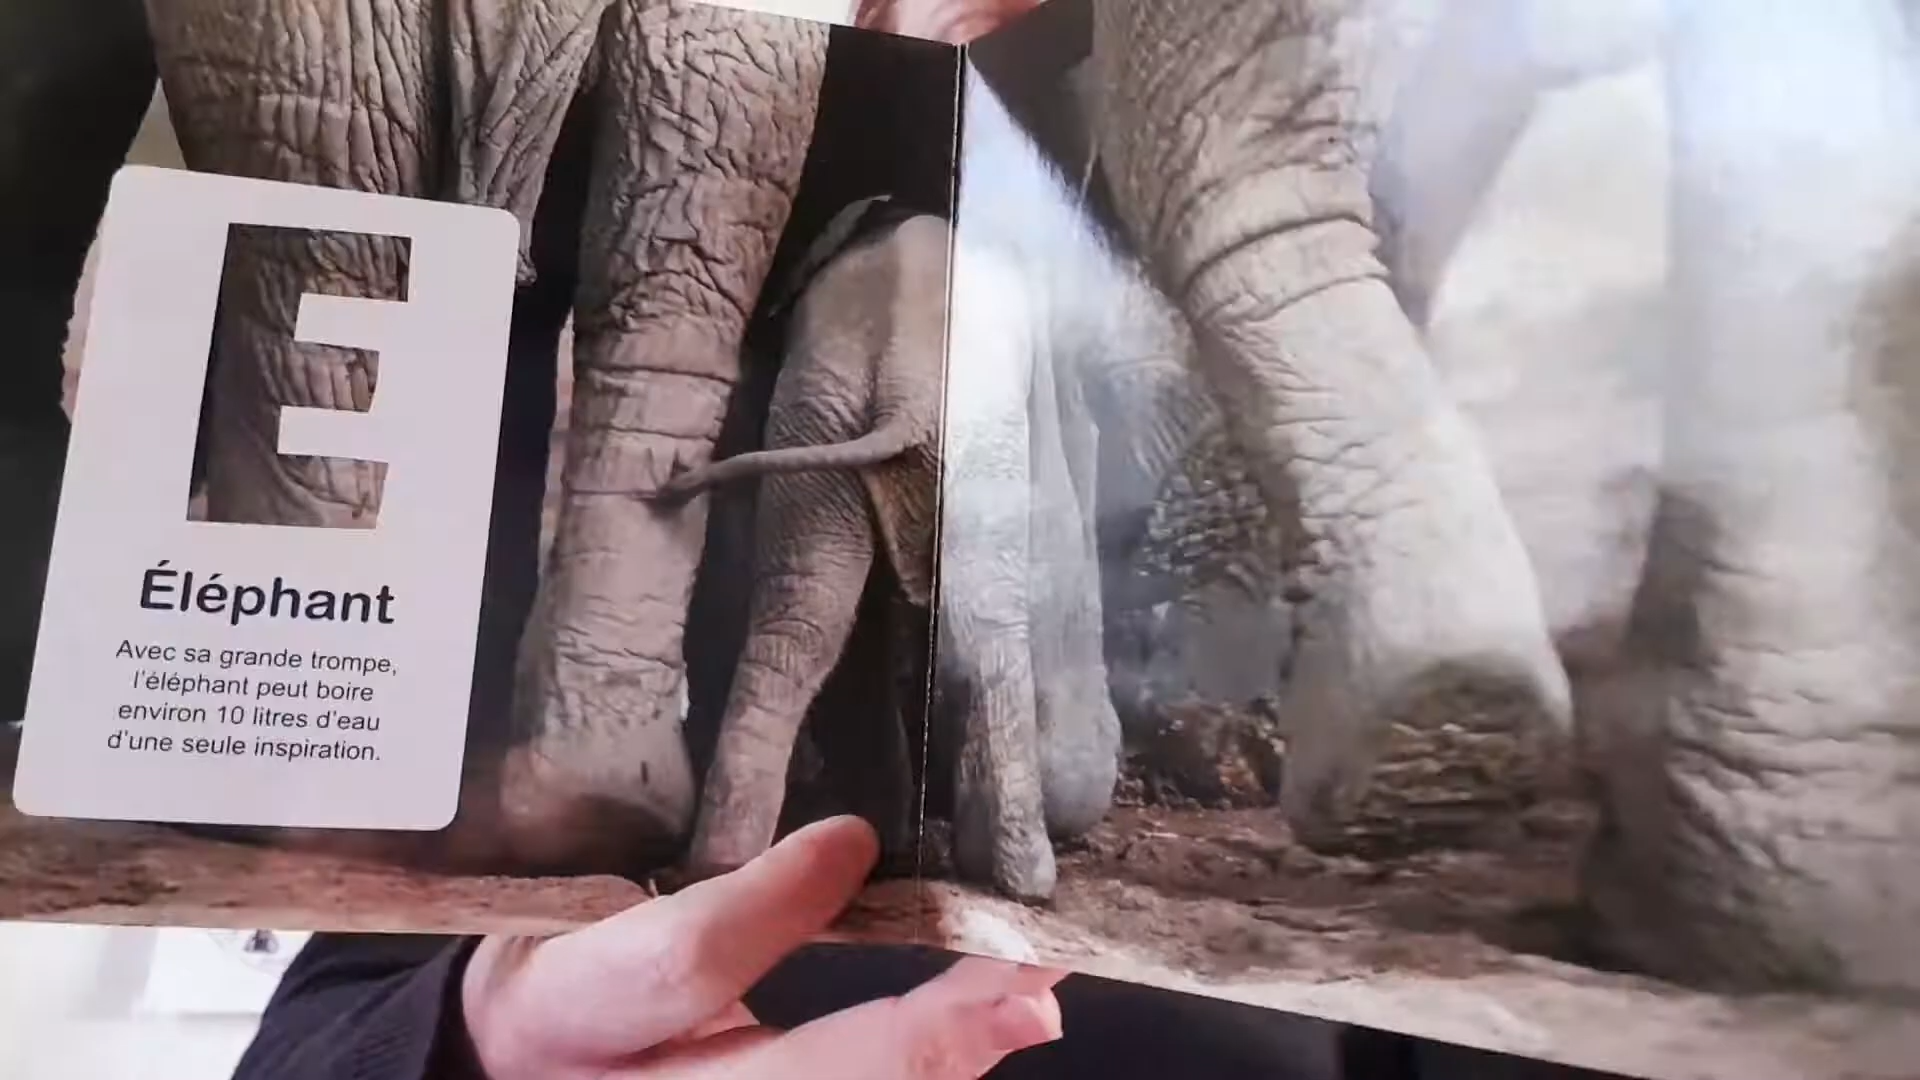 E
Éléphant
Avec sa grande trompe,
l'éléphant peut boire
environ 10 litres d'eau
d'une seule inspiration.